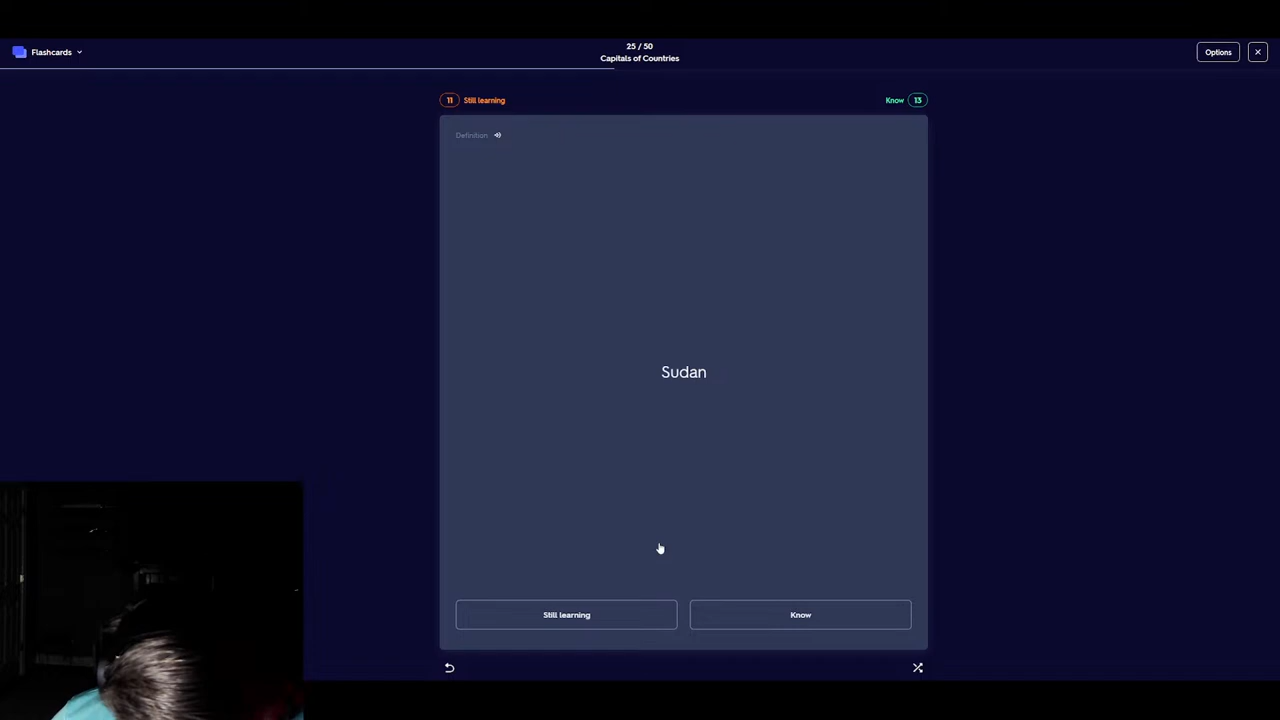 Flashcards
25 / 50
Capitals of Countries
Options
11 Still learning
Know 13
Definition
Sudan
Still learning
Know